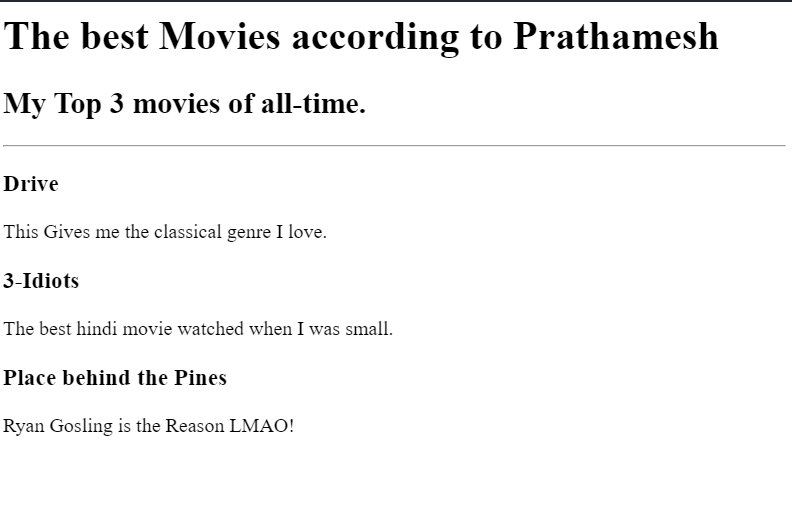 The best Movies according to Prathamesh
My Top 3 movies of all-time.
Drive
This Gives me the classical genre I love.
3-Idiots
The best hindi movie watched when I was small.
Place behind the Pines
Ryan Gosling is the Reason LMAO!